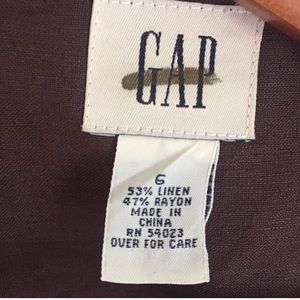 GAP
6
53% LINEN
47% RAYON
MADE IN
CHINA
RN 54023
OVER FOR CARE